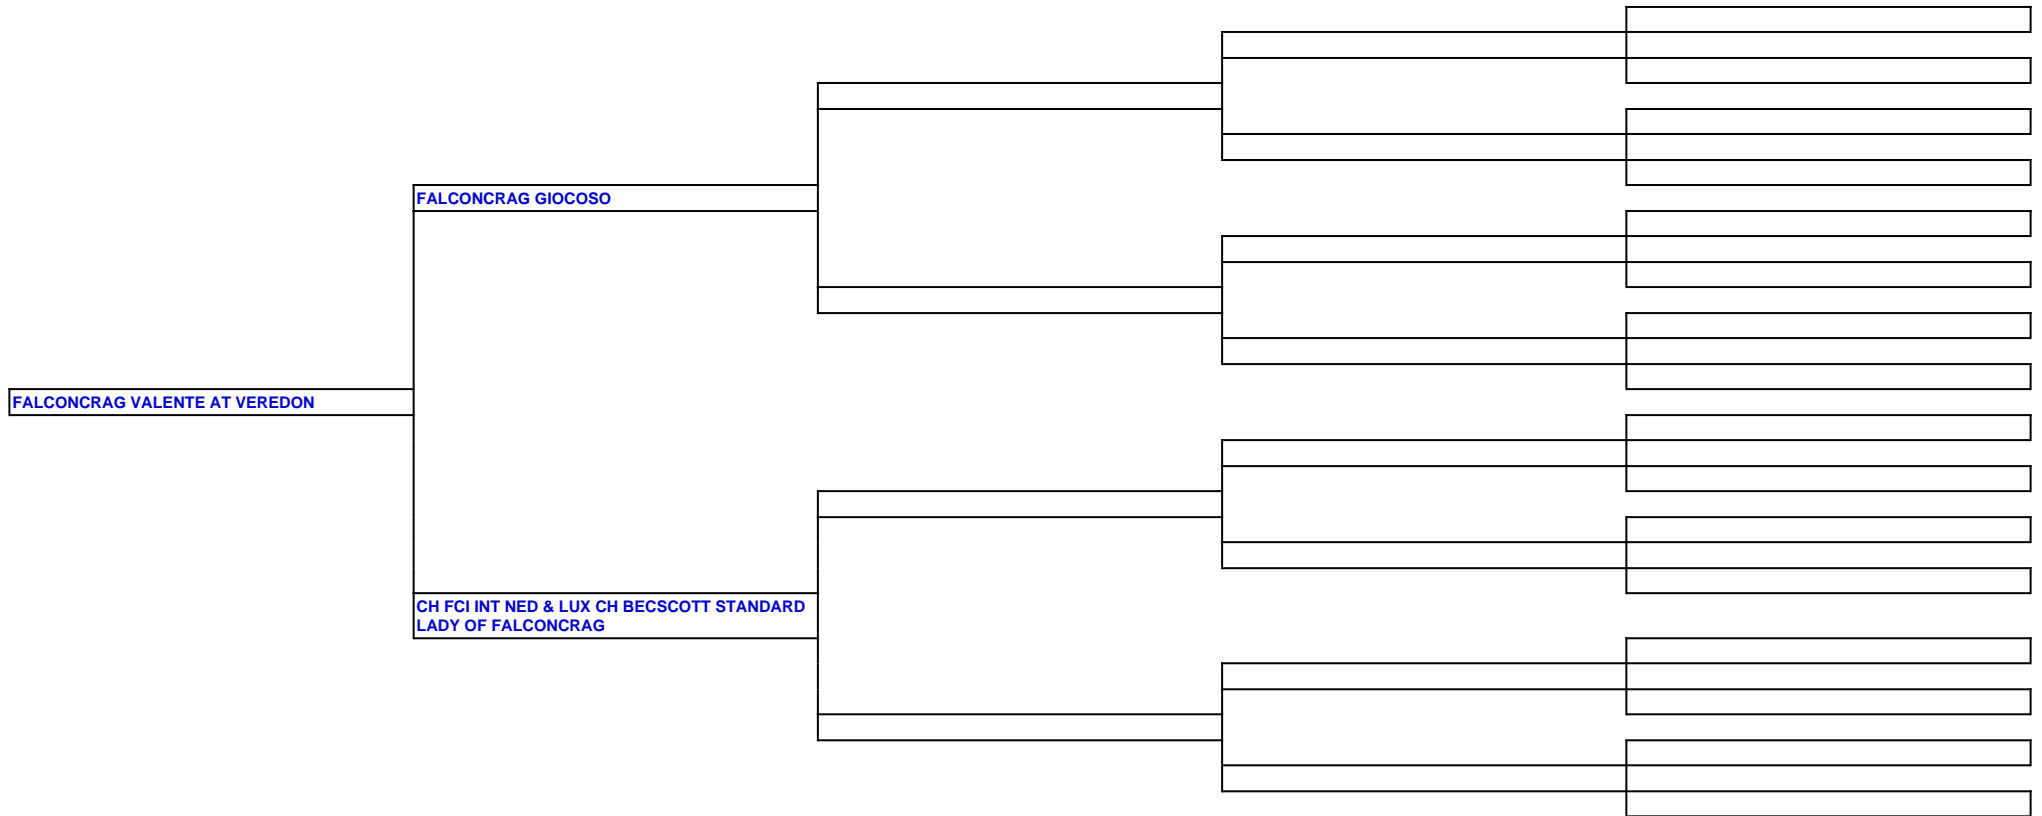 FALCONCRAG GIOCOSO
FALCONCRAG VALENTE AT VEREDON
CH FCI INT NED & LUX CH BECSCOTT STANDARD
LADY OF FALCONCRAG